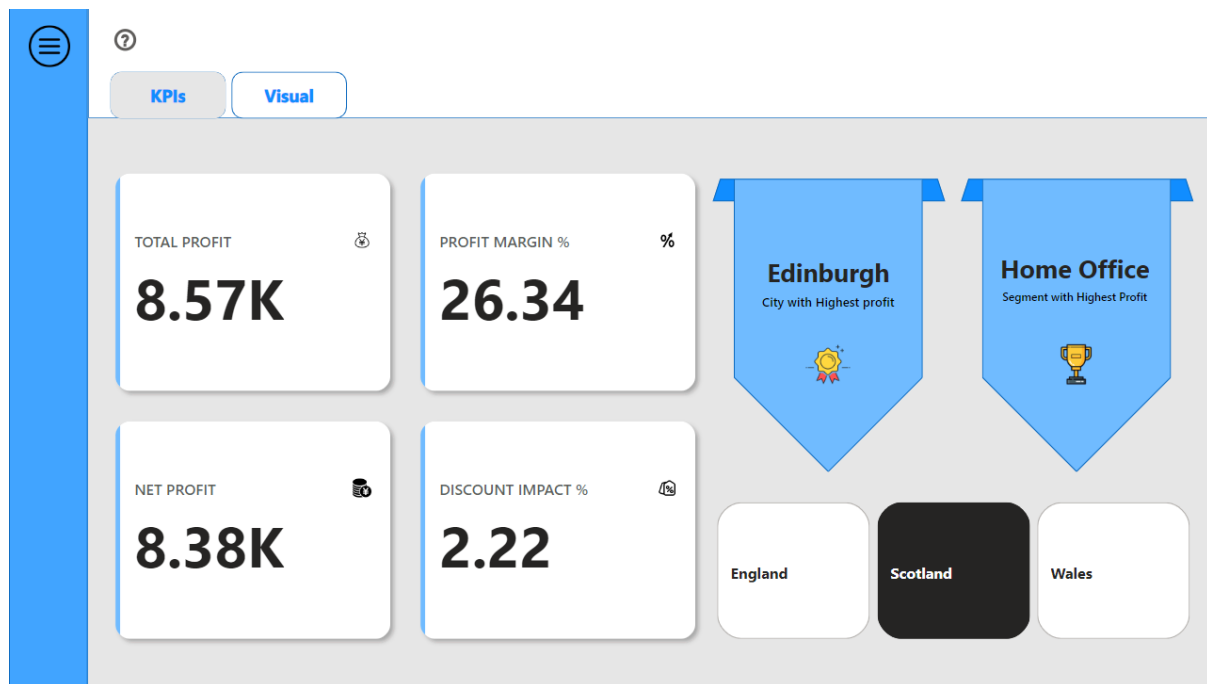 ?
KPIs
Visual
TOTAL PROFIT
8.57K
PROFIT MARGIN %
%
26.34
Edinburgh
City with Highest profit
Home Office
Segment with Highest Profit
NET PROFIT
8.38K
DISCOUNT IMPACT %
2.22
England
Scotland
Wales